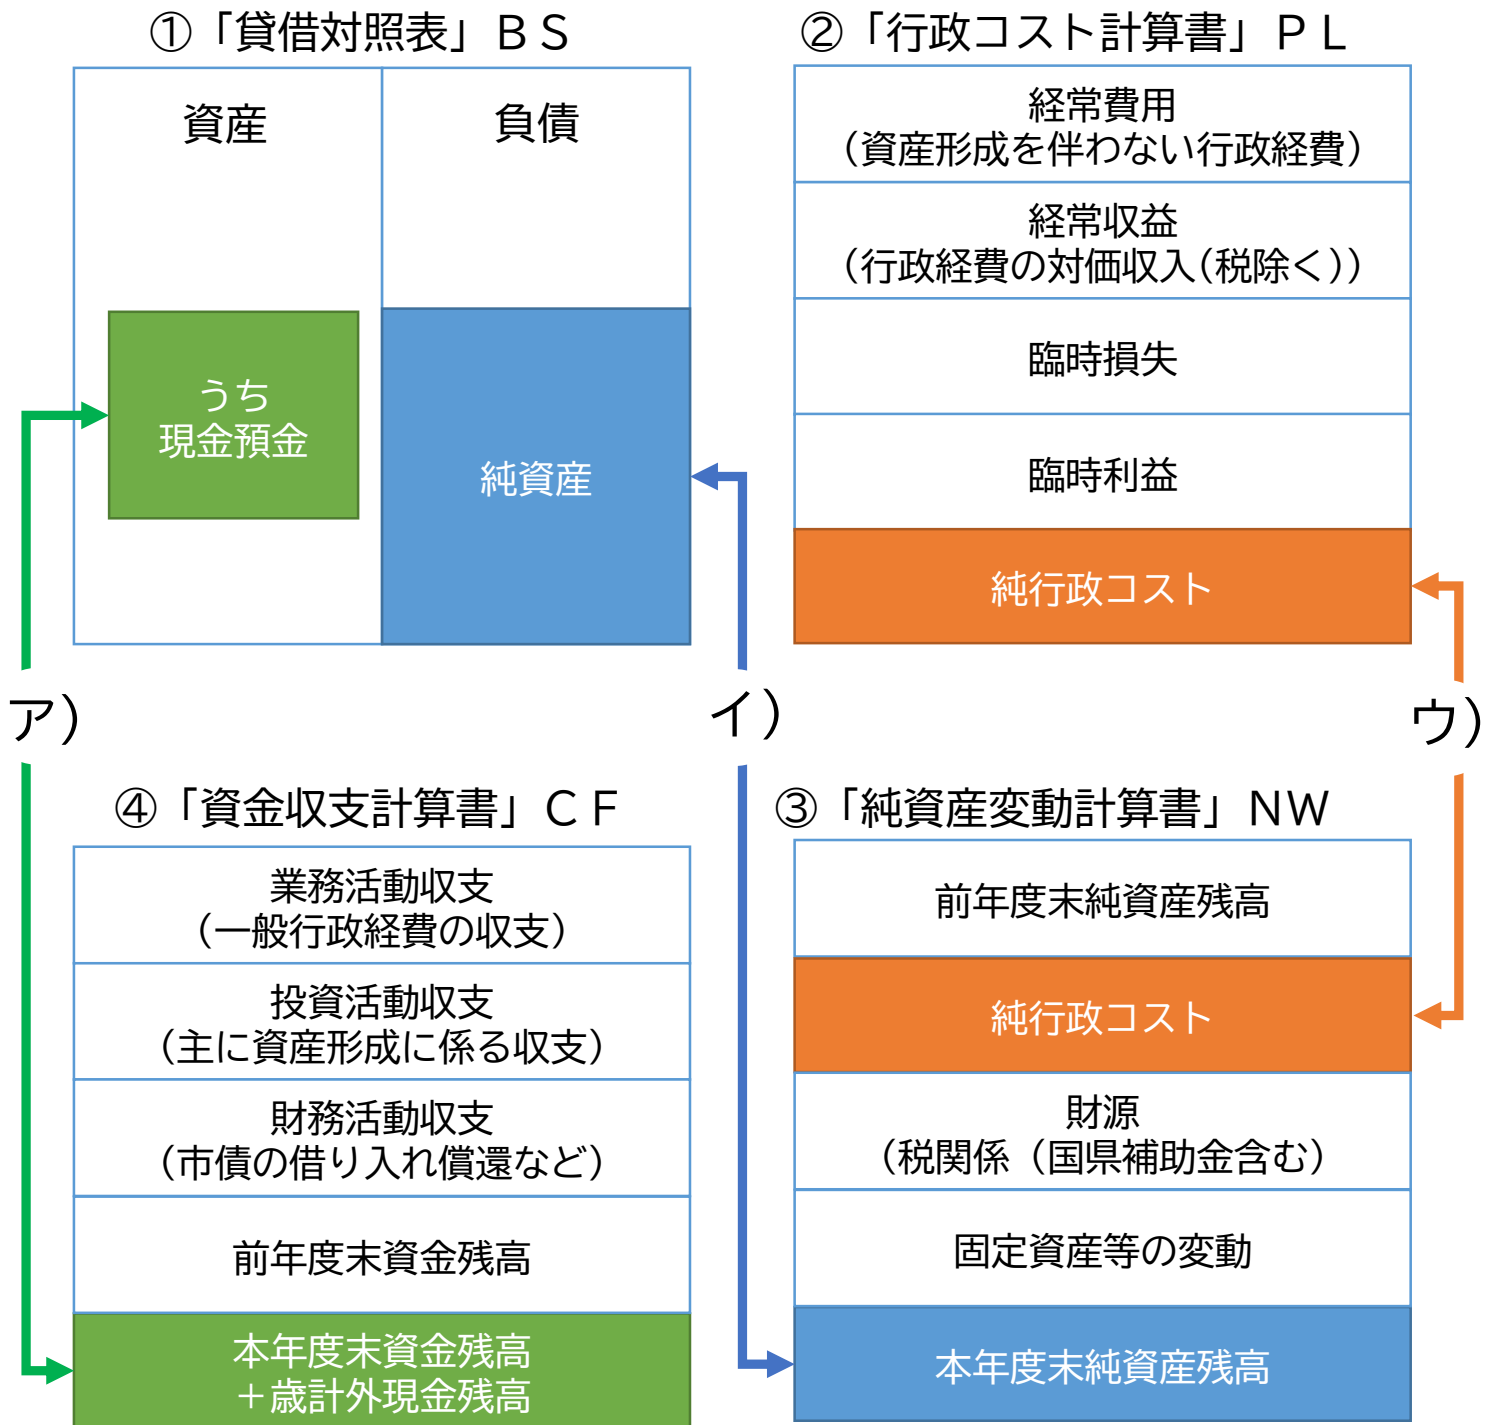 ①「貸借対照表」ＢＳ
資産
負債
うち
現金預金
純資産
②「行政コスト計算書」ＰＬ
経常費用
（資産形成を伴わない行政経費）
経常収益
（行政経費の対価収入(税除く)）
臨時損失
臨時利益
純行政コスト
ア）
イ）
ウ）
④「資金収支計算書」ＣＦ
業務活動収支
（一般行政経費の収支）
投資活動収支
（主に資産形成に係る収支）
財務活動収支
（市債の借り入れ償還など）
前年度末資金残高
本年度末資金残高
＋歳計外現金残高
③「純資産変動計算書」ＮＷ
前年度末純資産残高
純行政コスト
財源
（税関係（国県補助金含む）
固定資産等の変動
本年度末純資産残高